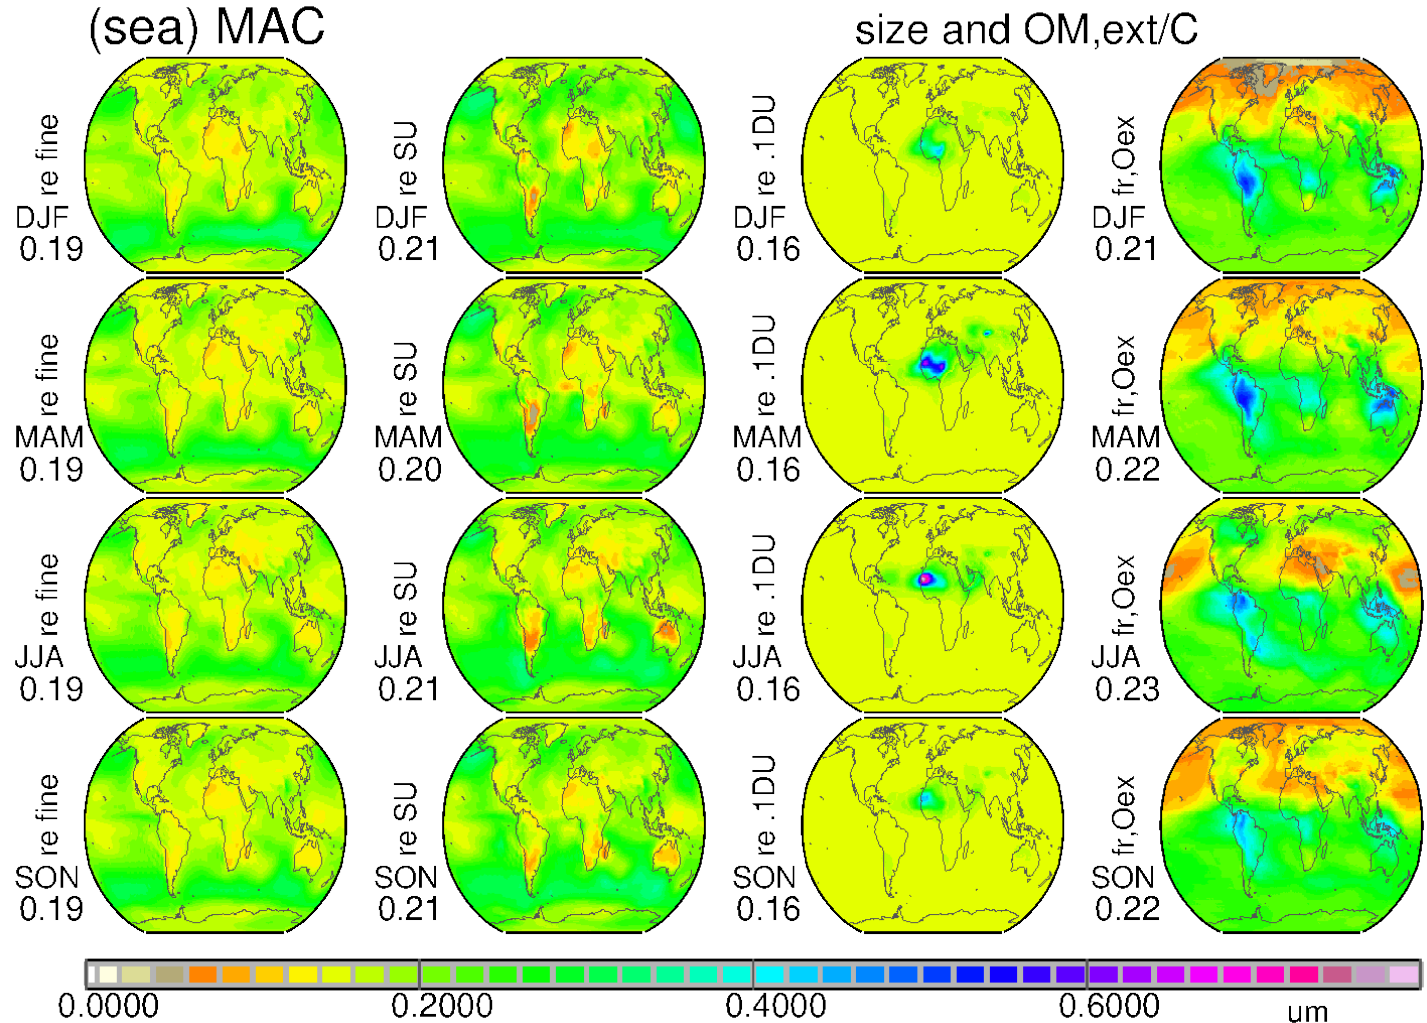 (sea) MAC
size and OM,ext/C
re fine
DJF
0.19
re SU
DJF
0.21
re .1DU
DJF
0.16
fr,Oex
DJF
0.21
re fine
MAM
0.19
re SU
MAM
0.20
re .1DU
MAM
0.16
fr,Oex
MAM
0.22
re fine
JJA
0.19
re SU
JJA
0.21
re .1DU
JJA
0.16
fr,Oex
JJA
0.23
re fine
SON
0.19
re SU
SON
0.21
re .1DU
SON
0.16
fr,Oex
SON
0.22
0.0000 0.2000 0.4000 0.6000 um